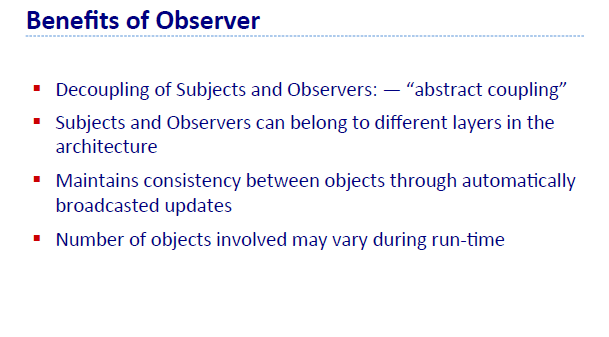 Benefits of Observer
▪ Decoupling of Subjects and Observers: — “abstract coupling”
▪ Subjects and Observers can belong to different layers in the
architecture
▪ Maintains consistency between objects through automatically
broadcasted updates
▪ Number of objects involved may vary during run-time